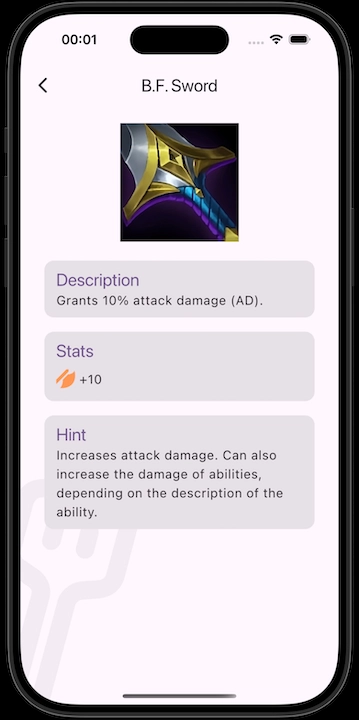 00:01
B.F. Sword
Description
Grants 10% attack damage (AD).
Stats
+10
Hint
Increases attack damage. Can also
increase the damage of abilities,
depending on the description of the
ability.